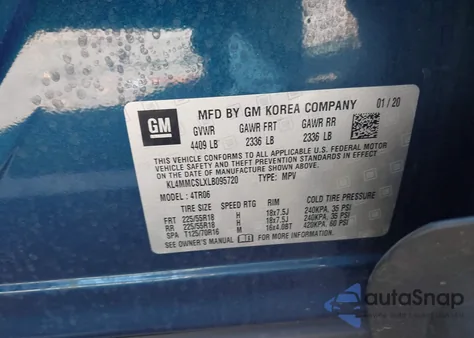 GM
MFD BY GM KOREA COMPANY 01/20
GVWR GAWR FRT GAWR RR
4409 LB 2336 LB 2336 LB
THIS VEHICLE CONFORMS TO ALL APPLICABLE U.S. FEDERAL MOTOR
VEHICLE SAFETY, BUMPER, AND THEFT PREVENTION STANDARDS
IN EFFECT ON THE DATE OF MANUFACTURE SHOWN ABOVE.
KL4MMCSLXLB095720 TYPE: MPV
MODEL: 4TR06
TIRE SIZE SPEED RTG RIM COLD TIRE PRESSURE
FRT 225/55R18 H 18x7.5J 240KPA, 35 PSI
RR 225/55R18 H 18x7.5J 240KPA, 35 PSI
SPA T125/70R16 M 16x4.0BT 420KPA, 60 PSI
SEE OWNER'S MANUAL FOR ADDITIONAL INFORMATION
autoSnap